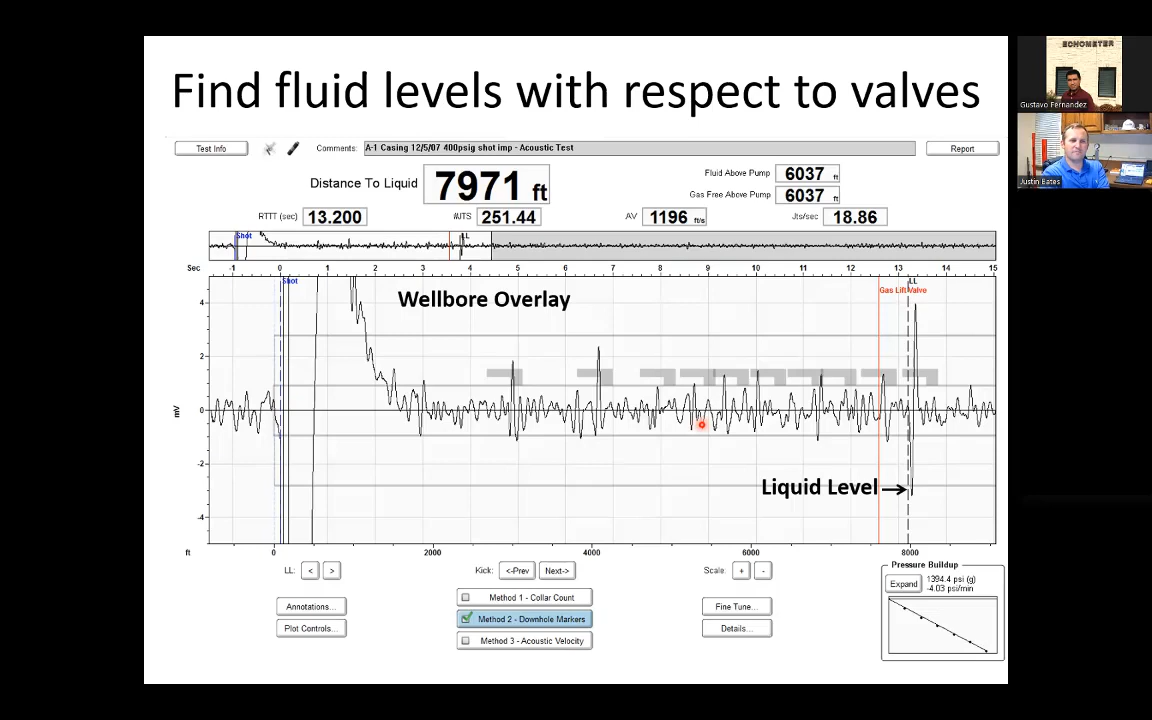 Find fluid levels with respect to valves
ECHOMETER
Gustavo Fernandez
Justin Bates
Test Info
Comments: A-1 Casing 12/5/07 400psig shot imp - Acoustic Test
Report
Distance To Liquid 7971 ft
Fluid Above Pump 6037 ft
Gas Free Above Pump 6037 ft
RTTT (sec) 13.200 #JTS 251.44 AV 1196 ft/s Jts/sec 18.86
Shot LL
Sec -1 0 1 2 3 4 5 6 7 8 9 10 11 12 13 14 15
Shot LL
Gas Lift Valve
Wellbore Overlay
4
2
mV 0
-2
Liquid Level
-4
ft 0 2000 4000 6000 8000
LL: < > Kick: <-Prev Next-> Scale: + -
Pressure Buildup
Expand 1394.4 psi (g)
-4.03 psi/min
Annotations... Method 1 - Collar Count Fine Tune...
Plot Controls... Method 2 - Downhole Markers Details...
Method 3 - Acoustic Velocity